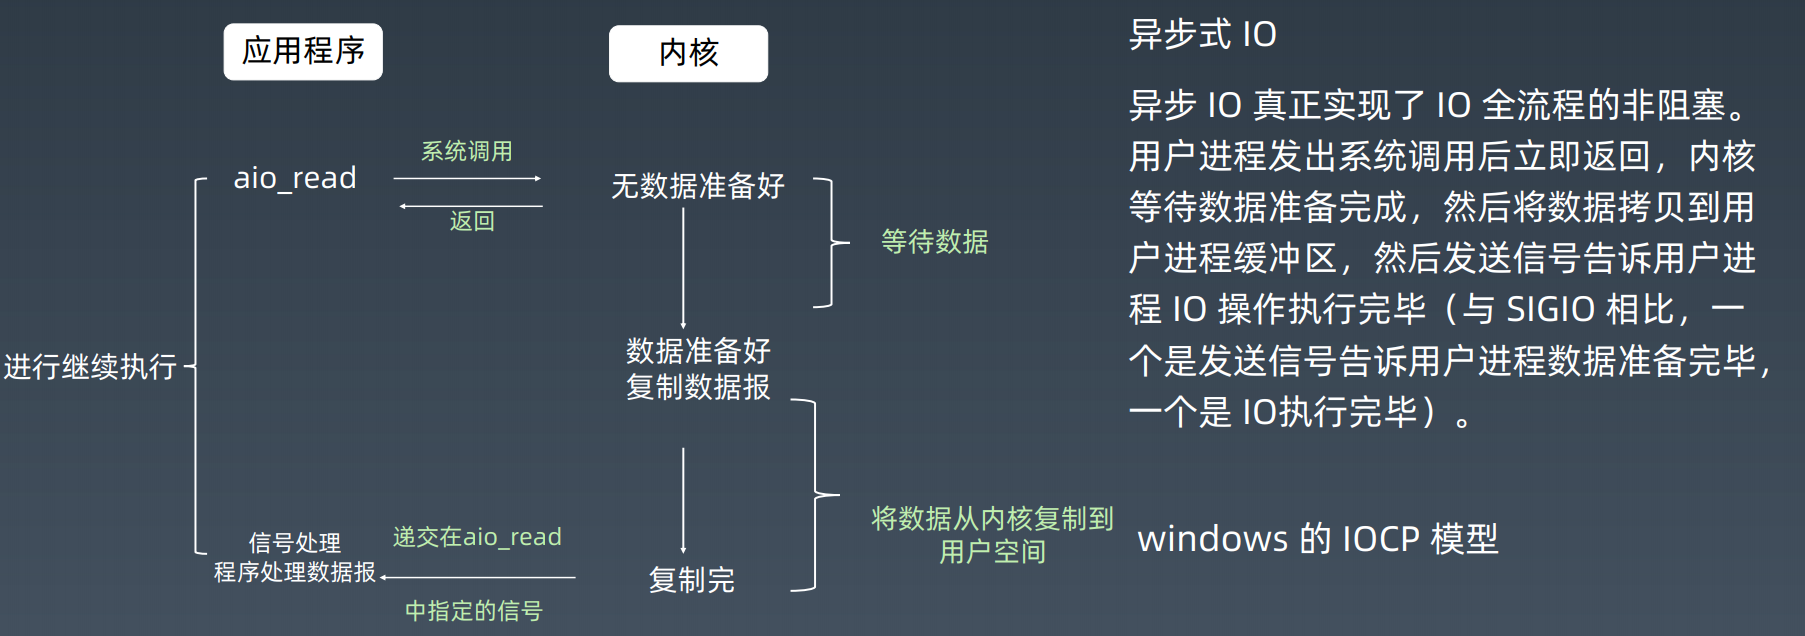 应用程序
内核
系统调用
aio_read
无数据准备好
返回
等待数据
数据准备好
复制数据报
进行继续执行
将数据从内核复制到
用户空间
递交在aio_read
信号处理
程序处理数据报
复制完
中指定的信号
异步式 IO
异步 IO 真正实现了 IO 全流程的非阻塞。
用户进程发出系统调用后立即返回，内核
等待数据准备完成，然后将数据拷贝到用
户进程缓冲区，然后发送信号告诉用户进
程 IO 操作执行完毕（与 SIGIO 相比，一
个是发送信号告诉用户进程数据准备完毕，
一个是 IO执行完毕）。
windows 的 IOCP 模型